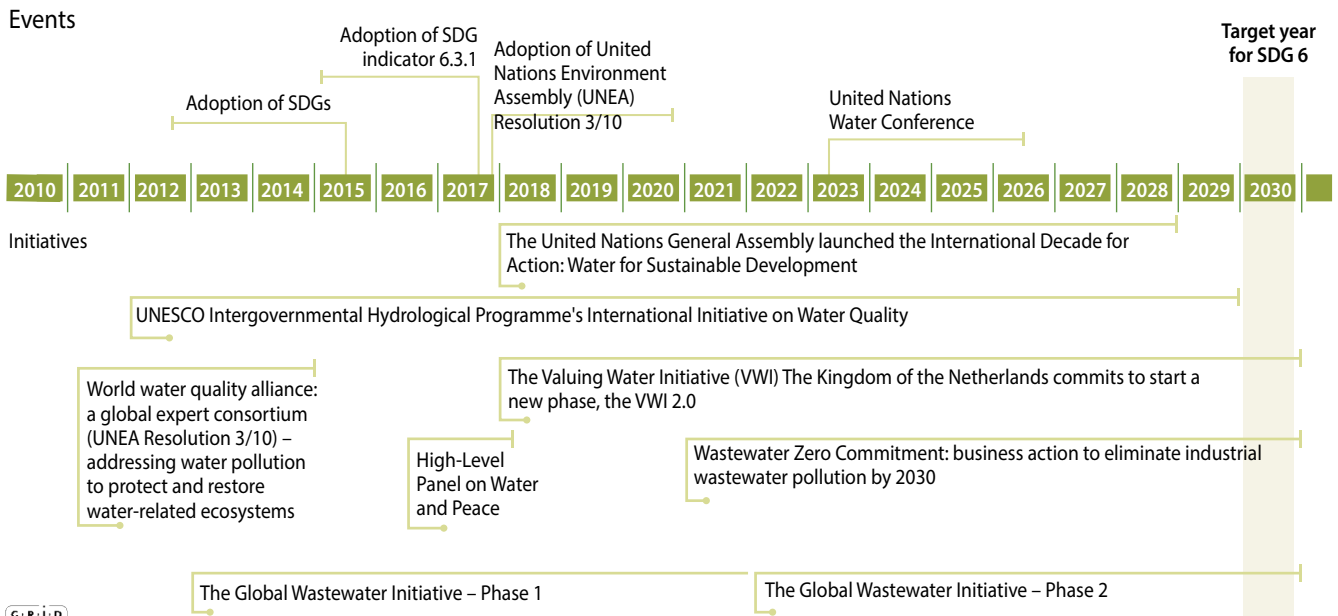 Events
Adoption of SDGs
Adoption of SDG
indicator 6.3.1
Adoption of United
Nations Environment
Assembly (UNEA)
Resolution 3/10
United Nations
Water Conference
Target year
for SDG 6
2010 2011 2012 2013 2014 2015 2016 2017 2018 2019 2020 2021 2022 2023 2024 2025 2026 2027 2028 2029 2030
Initiatives
The United Nations General Assembly launched the International Decade for
Action: Water for Sustainable Development
UNESCO Intergovernmental Hydrological Programme's International Initiative on Water Quality
World water quality alliance:
a global expert consortium
(UNEA Resolution 3/10) –
addressing water pollution
to protect and restore
water-related ecosystems
The Valuing Water Initiative (VWI) The Kingdom of the Netherlands commits to start a
new phase, the VWI 2.0
High-Level
Panel on Water
and Peace
Wastewater Zero Commitment: business action to eliminate industrial
wastewater pollution by 2030
The Global Wastewater Initiative – Phase 1
The Global Wastewater Initiative – Phase 2